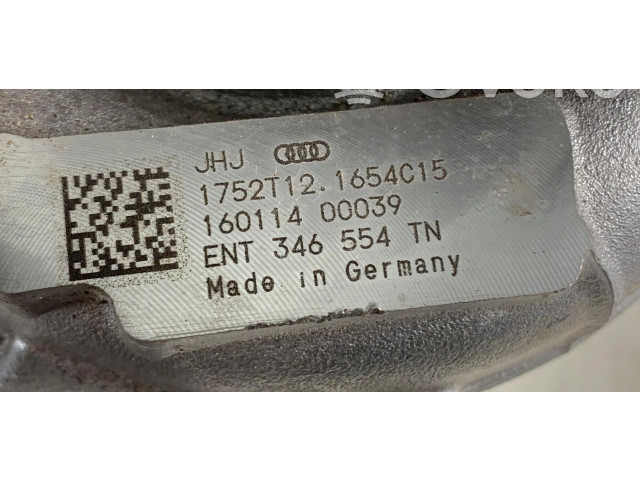 JHJ
1752T12.1654C15
160114 00039
ENT 346 554 TN
Made in Germany